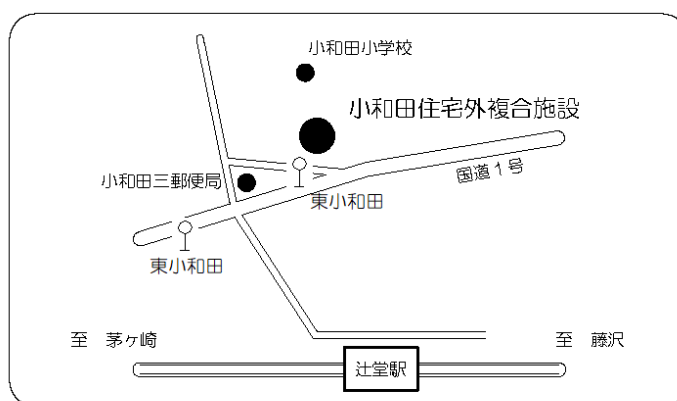 小和田小学校
小和田住宅外複合施設
国道１号
小和田三郵便局
東小和田
東小和田
至　茅ヶ崎
至　藤沢
辻堂駅